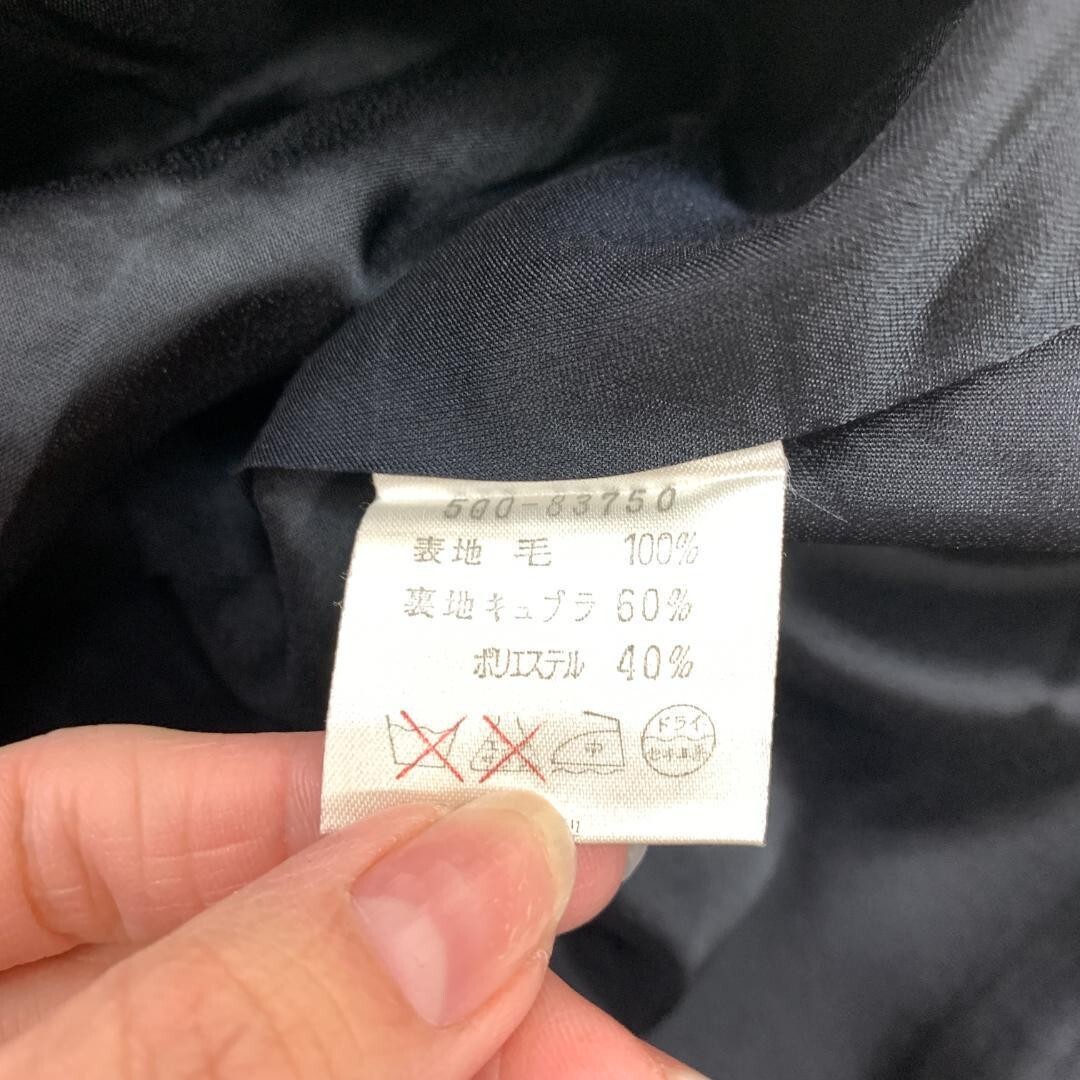 500-83750
表地 毛 100%
裏地キュプラ 60%
ポリエステル 40%
中 ドライ